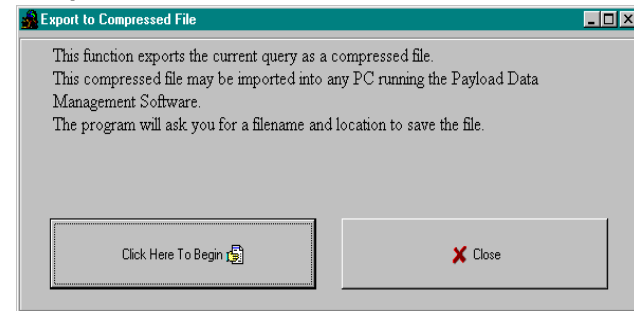 Export to Compressed File
This function exports the current query as a compressed file.
This compressed file may be imported into any PC running the Payload Data
Management Software.
The program will ask you for a filename and location to save the file.
Click Here To Begin
Close